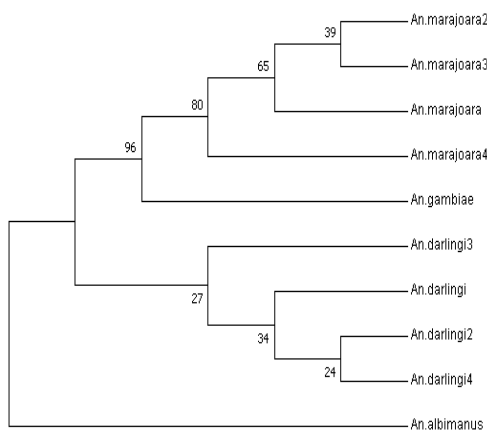 An.marajoara2
39
An.marajoara3
65
An.marajoara
80
An.marajoara4
96
An.gambiae
An.darlingi3
27
An.darlingi
34
An.darlingi2
24
An.darlingi4
An.albimanus